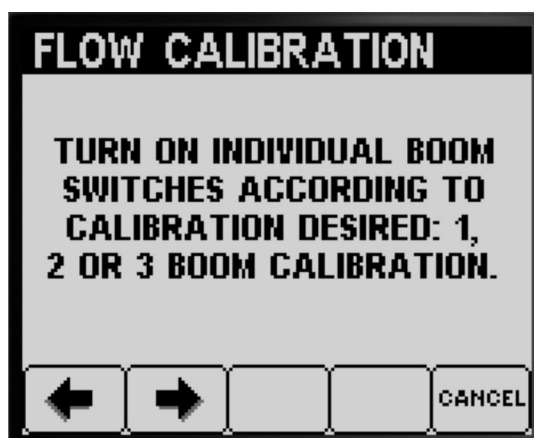 FLOW CALIBRATION
TURN ON INDIVIDUAL BOOM
SWITCHES ACCORDING TO
CALIBRATION DESIRED: 1,
2 OR 3 BOOM CALIBRATION.
CANCEL